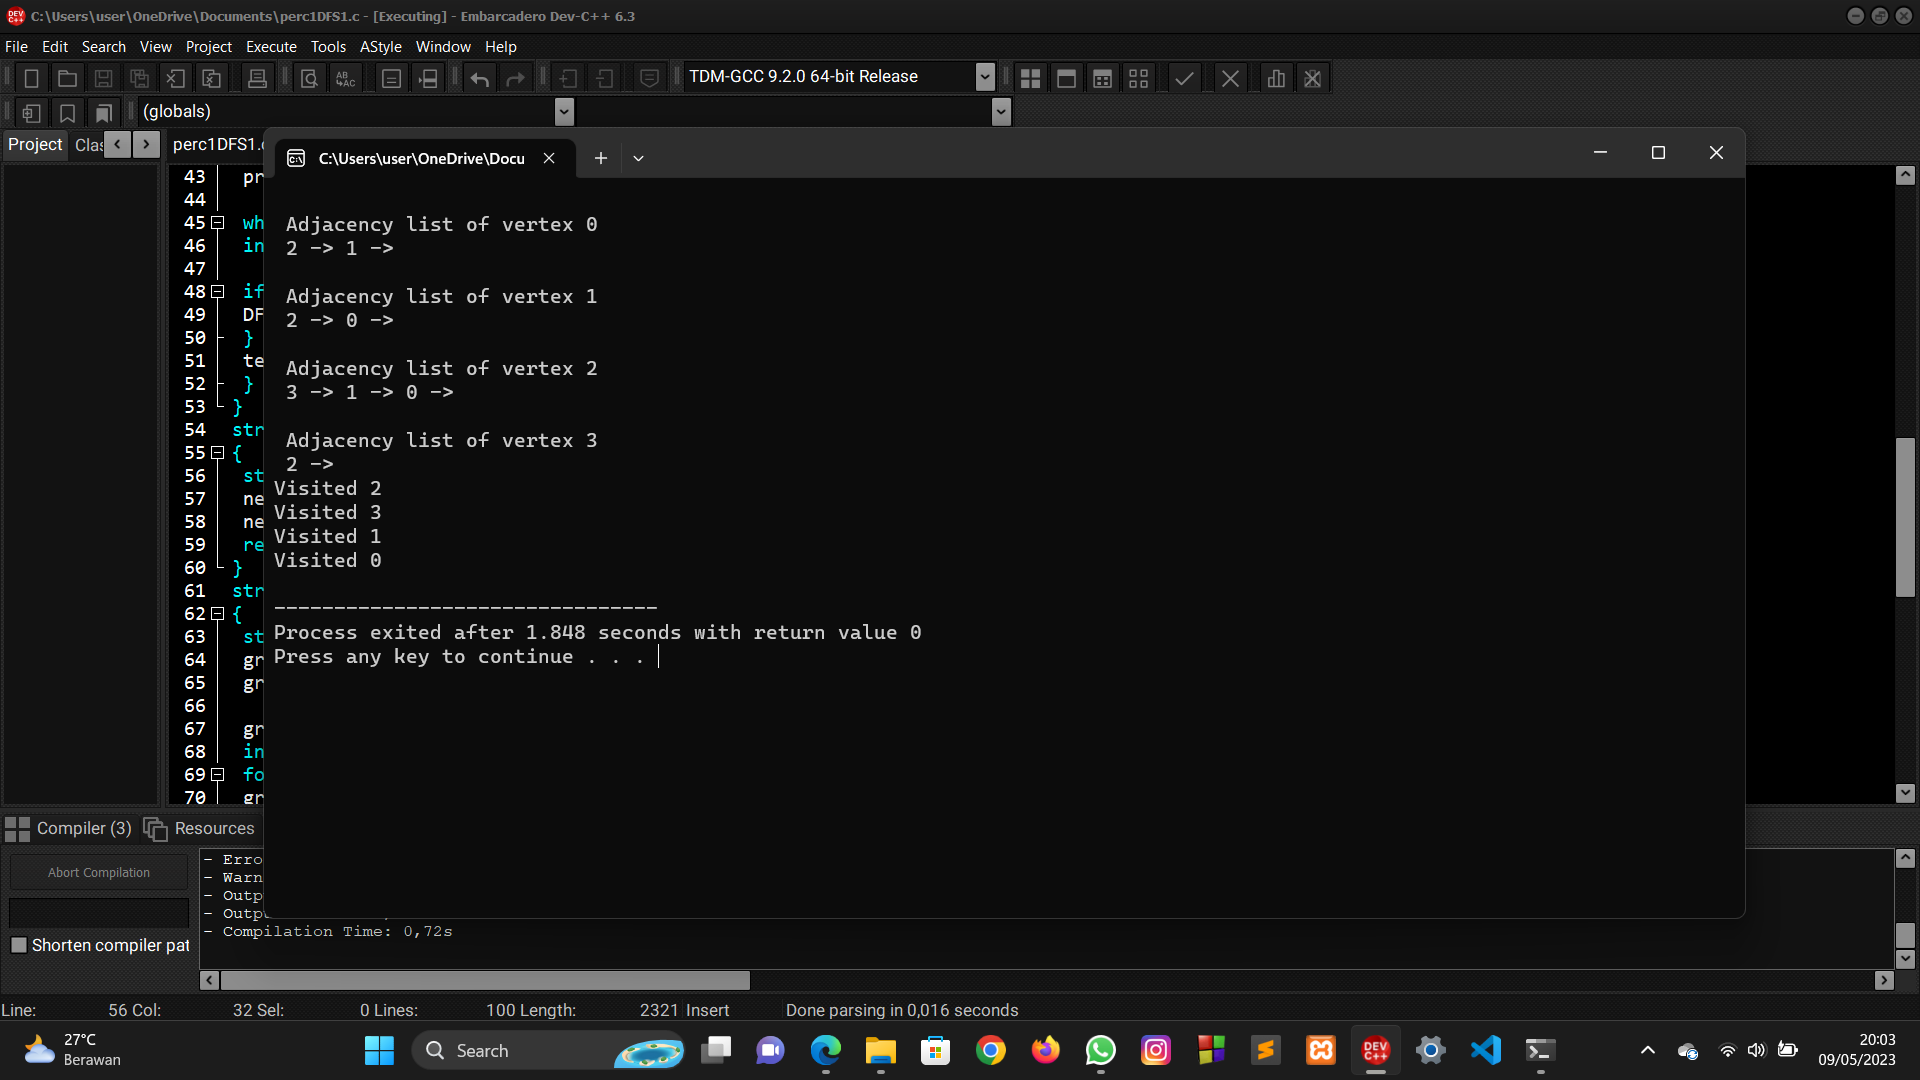 C:\Users\user\OneDrive\Documents\perc1DFS1.c - [Executing] - Embarcadero Dev-C++ 6.3
File Edit Search View Project Execute Tools AStyle Window Help
TDM-GCC 9.2.0 64-bit Release
(globals)
Project Clas perc1DFS1.c
C:\Users\user\OneDrive\Docu
43 pr
44
45 wh
46 in
47
48 if
49 DF
50 }
51 te
52 }
53 }
54 str
55 {
56 st
57 ne
58 ne
59 re
60 }
61 str
62 {
63 st
64 gr
65 gr
66
67 gr
68 in
69 fo
70 gr
Adjacency list of vertex 0
2 -> 1 ->
Adjacency list of vertex 1
2 -> 0 ->
Adjacency list of vertex 2
3 -> 1 -> 0 ->
Adjacency list of vertex 3
2 ->
Visited 2
Visited 3
Visited 1
Visited 0
--------------------------------
Process exited after 1.848 seconds with return value 0
Press any key to continue . . .
Compiler (3) Resources
Abort Compilation
Shorten compiler pat
- Erro
- Warn
- Outp
- Outp
- Compilation Time: 0,72s
Line: 56 Col: 32 Sel: 0 Lines: 100 Length: 2321 Insert Done parsing in 0,016 seconds
27°C
Berawan
Search
DEV C++
20:03
09/05/2023